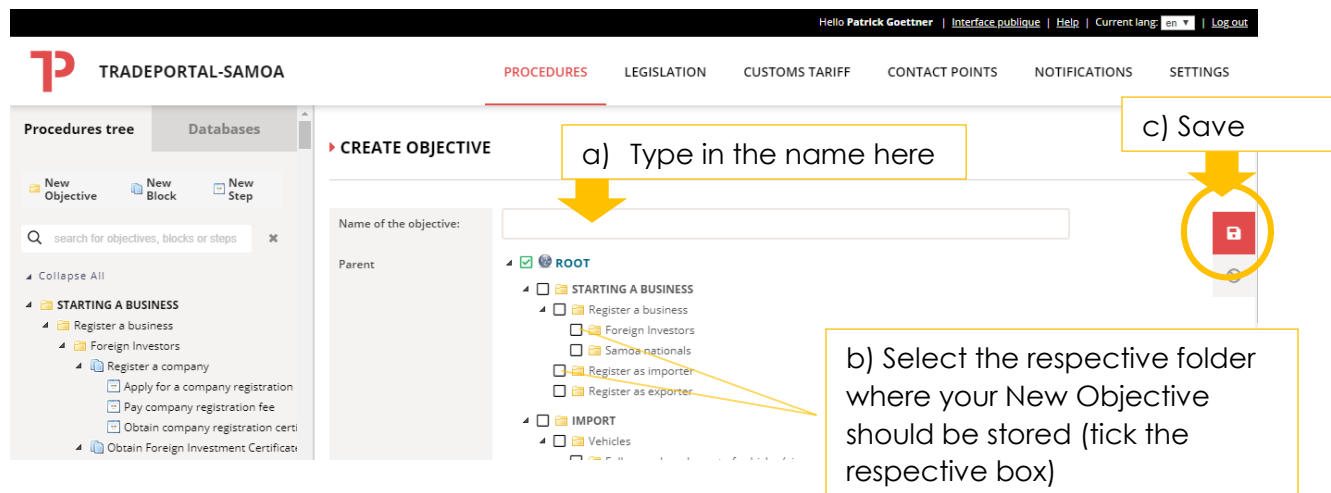 Hello Patrick Goettner | Interface publique | Help | Current lang: en | Log out
TRADEPORTAL-SAMOA
PROCEDURES LEGISLATION CUSTOMS TARIFF CONTACT POINTS NOTIFICATIONS SETTINGS
Procedures tree Databases
New Objective
New Block
New Step
search for objectives, blocks or steps
Collapse All
STARTING A BUSINESS
Register a business
Foreign Investors
Register a company
Apply for a company registration
Pay company registration fee
Obtain company registration certi
Obtain Foreign Investment Certificate
CREATE OBJECTIVE
a) Type in the name here
c) Save
Name of the objective:
Parent
ROOT
STARTING A BUSINESS
Register a business
Foreign Investors
Samoa nationals
Register as importer
Register as exporter
IMPORT
Vehicles
b) Select the respective folder
where your New Objective
should be stored (tick the
respective box)